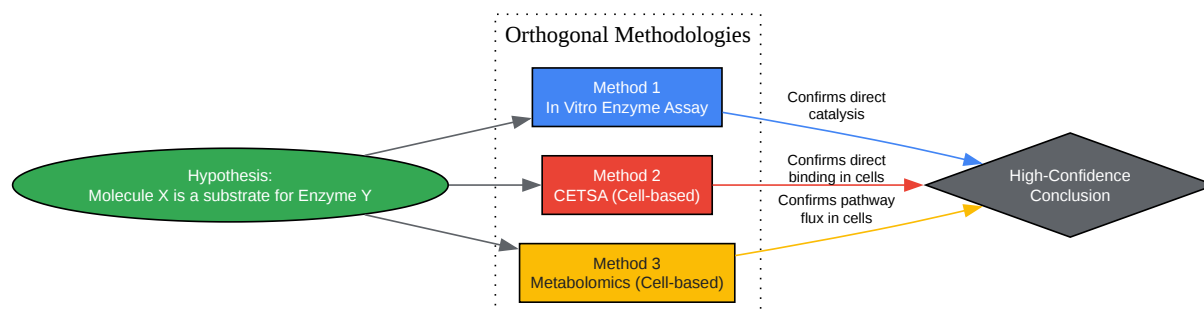 Orthogonal Methodologies
Hypothesis:
Molecule X is a substrate for Enzyme Y
Method 1
In Vitro Enzyme Assay
Method 2
CETSA (Cell-based)
Method 3
Metabolomics (Cell-based)
Confirms direct
catalysis
Confirms direct
binding in cells
Confirms pathway
flux in cells
High-Confidence
Conclusion